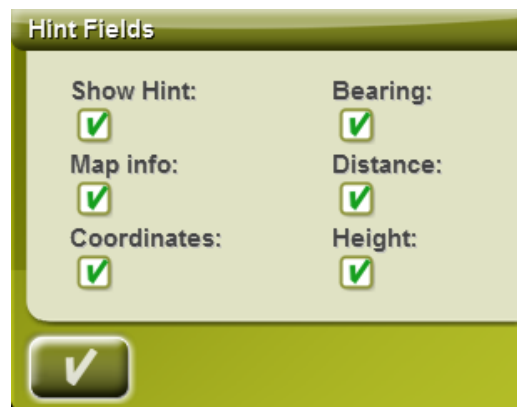 Hint Fields
Show Hint:
Bearing:
Map info:
Distance:
Coordinates:
Height: